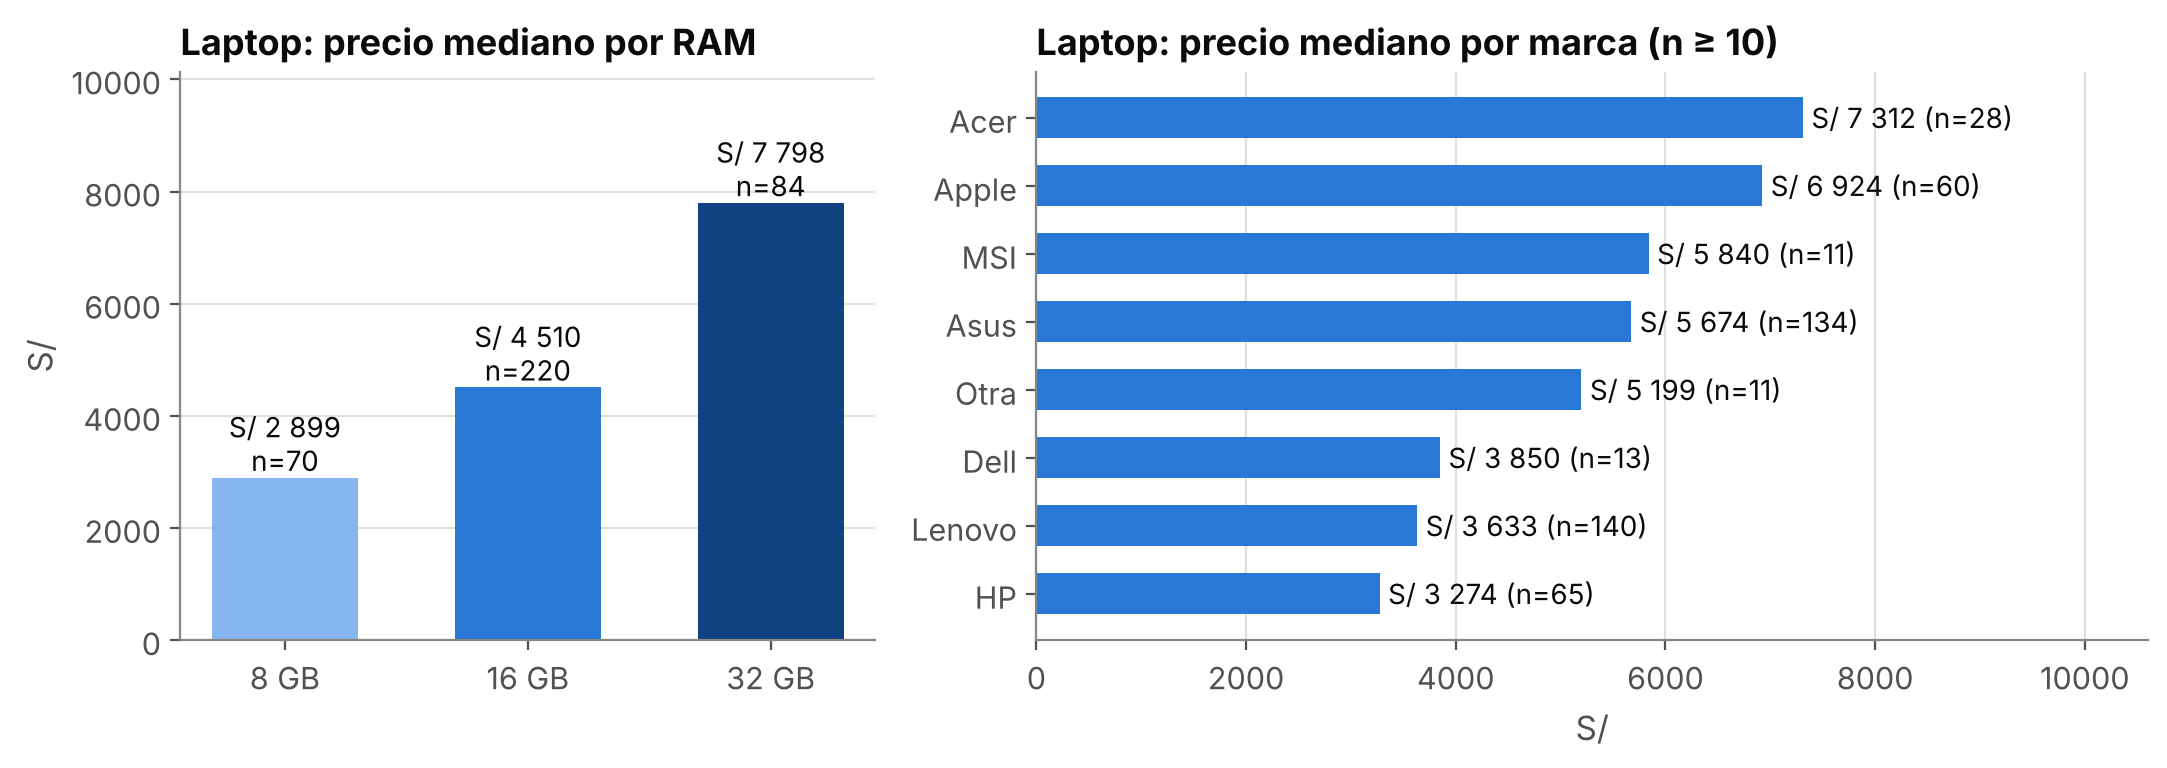 Laptop: precio mediano por RAM
S/
10000
8000
6000
4000
2000
0
S/ 2 899
n=70
S/ 4 510
n=220
S/ 7 798
n=84
8 GB
16 GB
32 GB
Laptop: precio mediano por marca (n ≥ 10)
Acer
S/ 7 312 (n=28)
Apple
S/ 6 924 (n=60)
MSI
S/ 5 840 (n=11)
Asus
S/ 5 674 (n=134)
Otra
S/ 5 199 (n=11)
Dell
S/ 3 850 (n=13)
Lenovo
S/ 3 633 (n=140)
HP
S/ 3 274 (n=65)
0
2000
4000
6000
8000
10000
S/